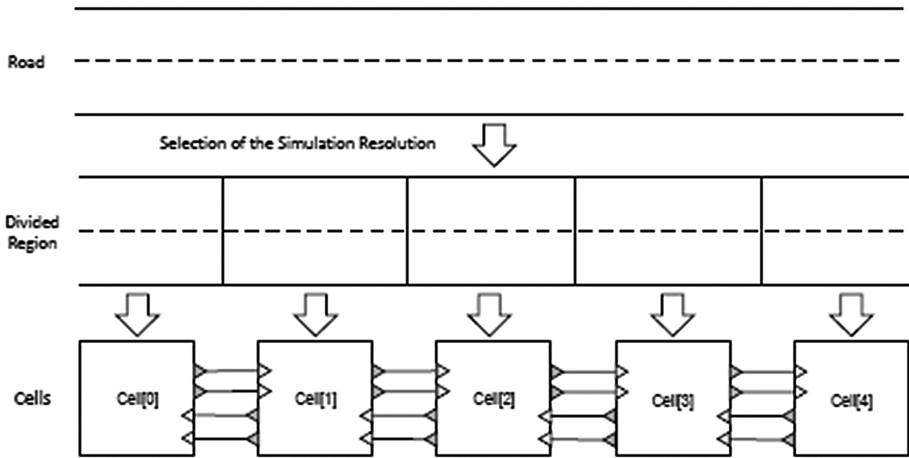 Road
Selection of the Simulation Resolution
Divided
Region
Cells
Cell[0]
Cell[1]
Cell[2]
Cell[3]
Cell[4]